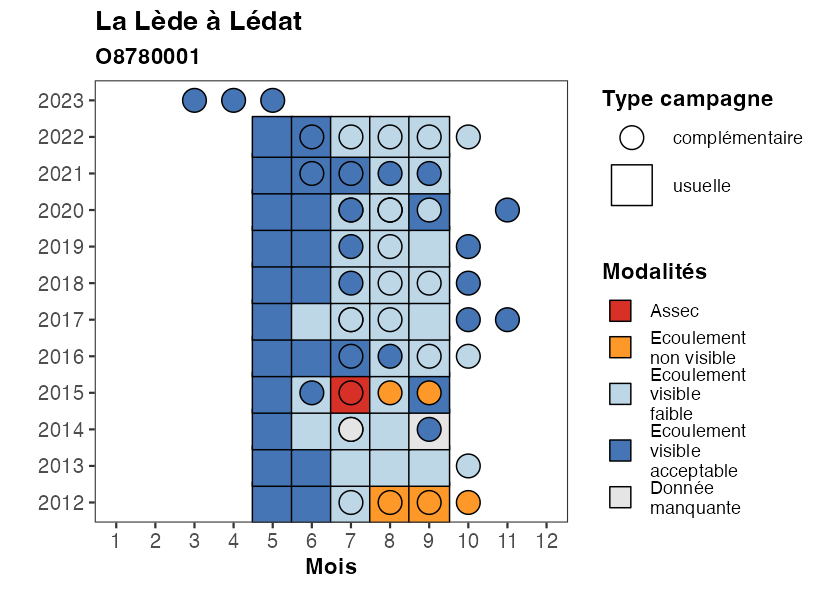 La Lède à Lédat
O8780001
2023
2022
2021
2020
2019
2018
2017
2016
2015
2014
2013
2012
1 2 3 4 5 6 7 8 9 10 11 12
Mois
Type campagne
complémentaire
usuelle
Modalités
Assec
Ecoulement
non visible
Ecoulement
visible
faible
Ecoulement
visible
acceptable
Donnée
manquante